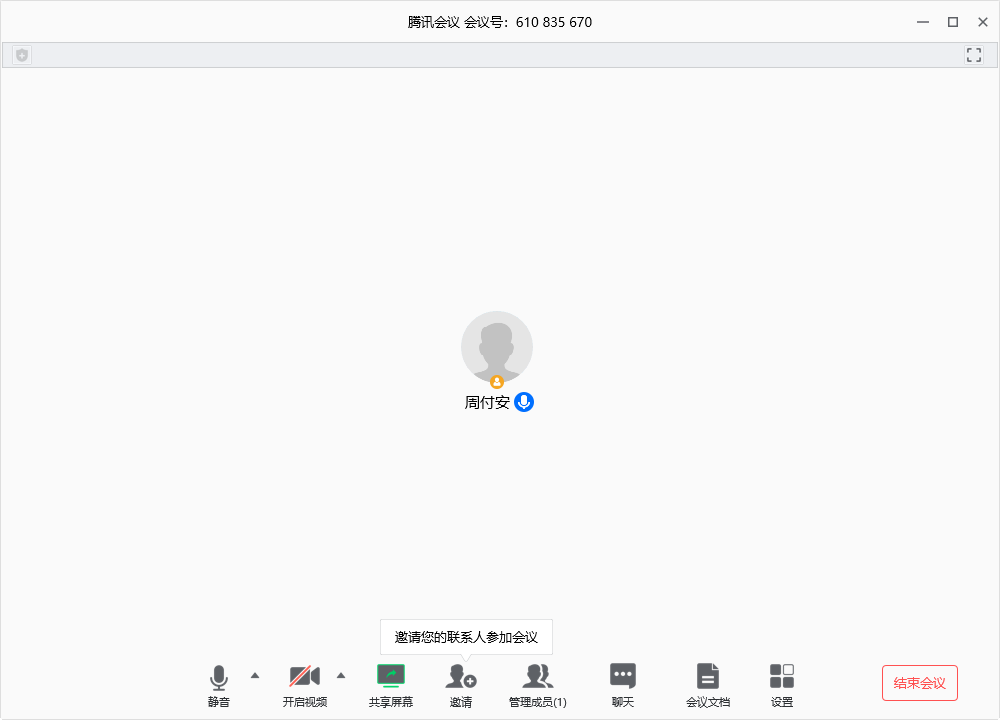 腾讯会议 会议号：610 835 670
周付安
邀请您的联系人参加会议
静音 开启视频 共享屏幕 邀请 管理成员(1) 聊天 会议文档 设置 结束会议